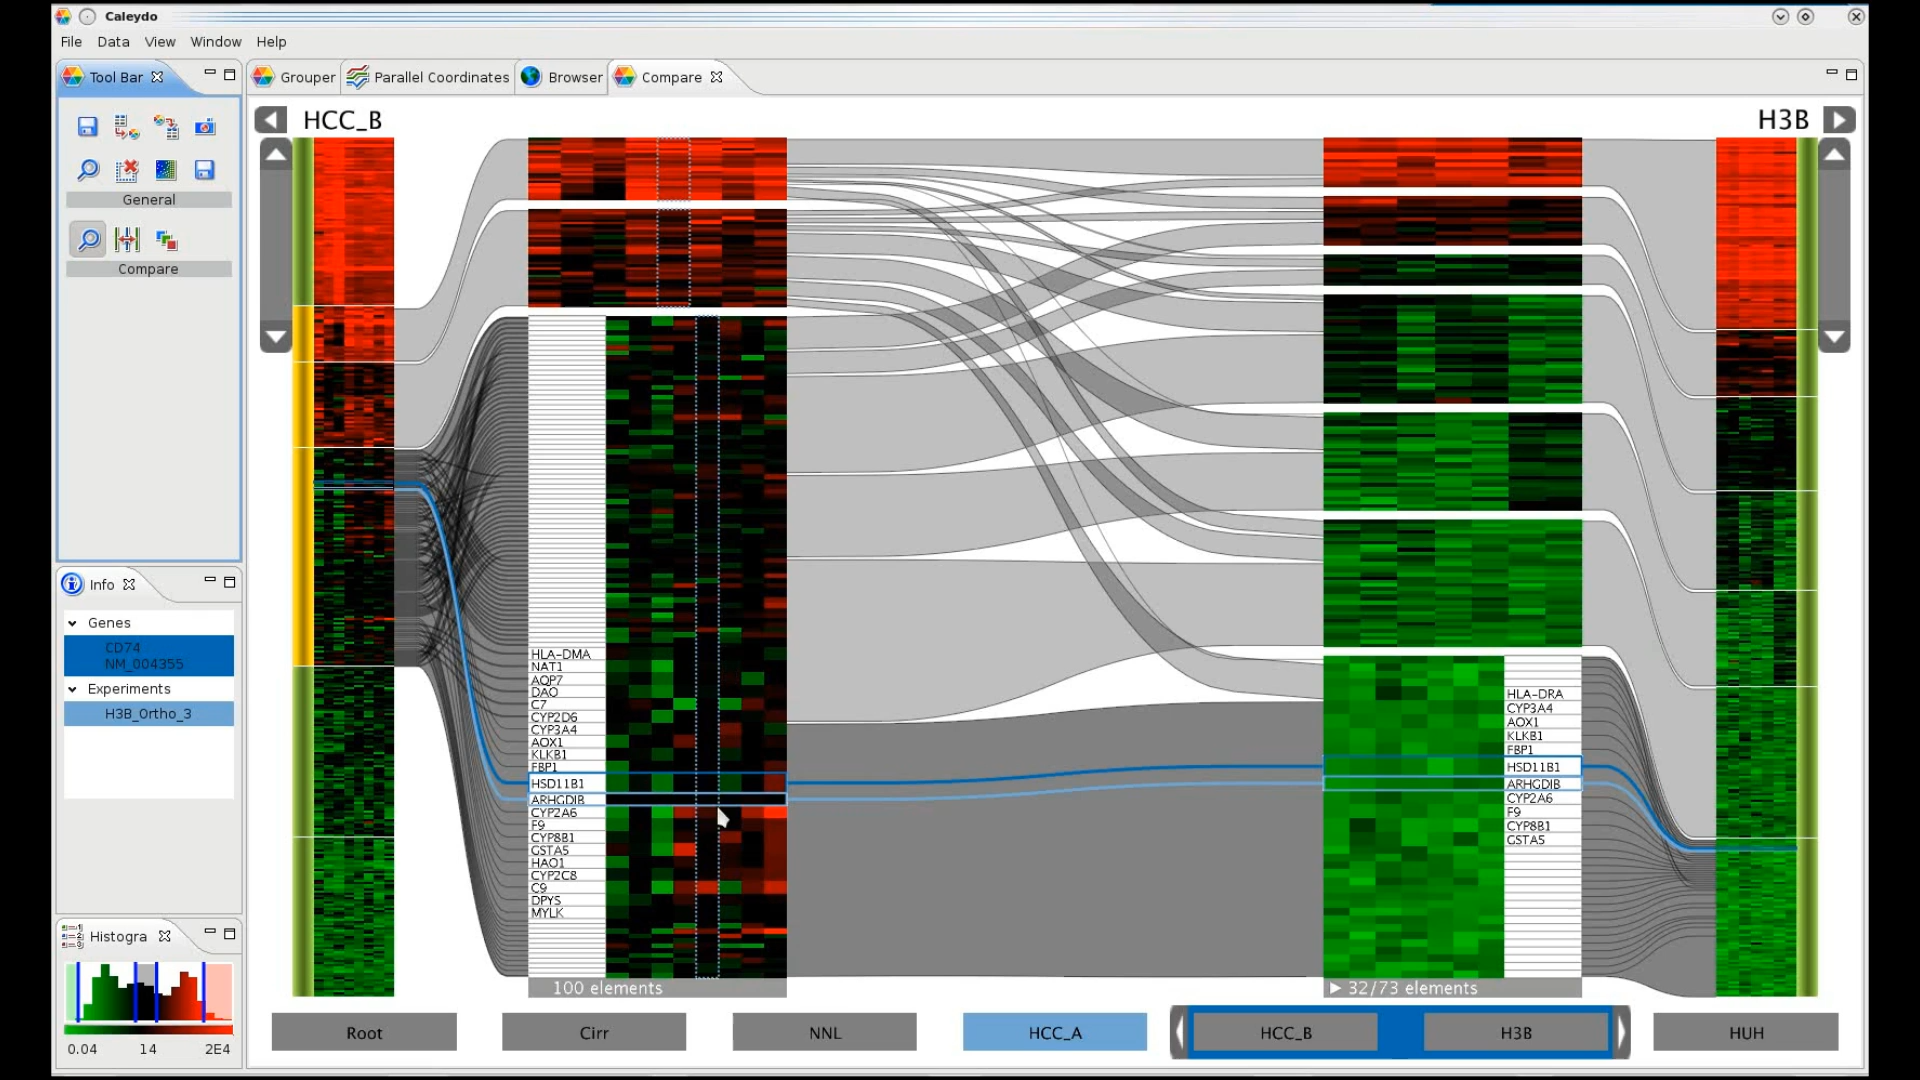 Caleydo
File Data View Window Help
Tool Bar
Grouper
Parallel Coordinates
Browser
Compare
General
Compare
Info
Genes
CD74
NM_004355
Experiments
H3B_Ortho_3
Histogra
0.04 14 2E4
HCC_B
H3B
HLA-DMA
NAT1
AQP7
DAO
C7
CYP2D6
CYP3A4
AOX1
KLKB1
FBP1
HSD11B1
ARHGDIB
CYP2A6
F9
CYP8B1
GSTA5
HAO1
CYP2C8
C9
DPYS
MYLK
100 elements
HLA-DRA
CYP3A4
AOX1
KLKB1
FBP1
HSD11B1
ARHGDIB
CYP2A6
F9
CYP8B1
GSTA5
32/73 elements
Root
Cirr
NNL
HCC_A
HCC_B
H3B
HUH